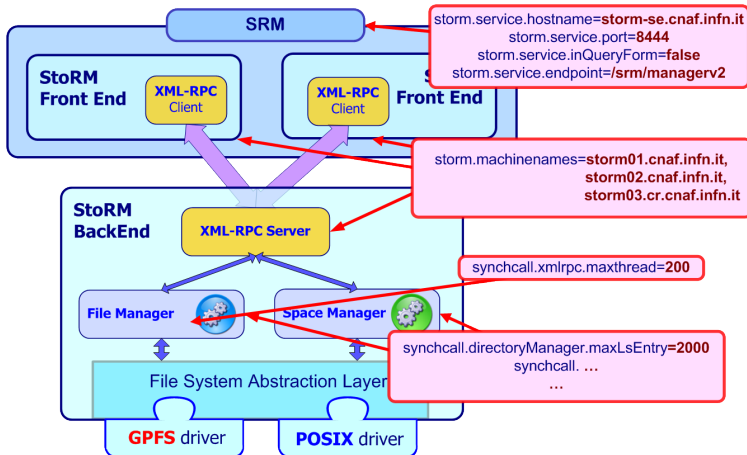 SRM
storm.service.hostname=storm-se.cnaf.infn.it
storm.service.port=8444
storm.service.inQueryForm=false
storm.service.endpoint=/srm/managerv2
StoRM
Front End
XML-RPC
Client
XML-RPC
Client
S
Front End
storm.machinenames=storm01.cnaf.infn.it,
storm02.cnaf.infn.it,
storm03.cr.cnaf.infn.it
StoRM
BackEnd
XML-RPC Server
synchcall.xmlrpc.maxthread=200
File Manager
Space Manager
synchcall.directoryManager.maxLsEntry=2000
synchcall. …
…
File System Abstraction Layer
GPFS driver
POSIX driver